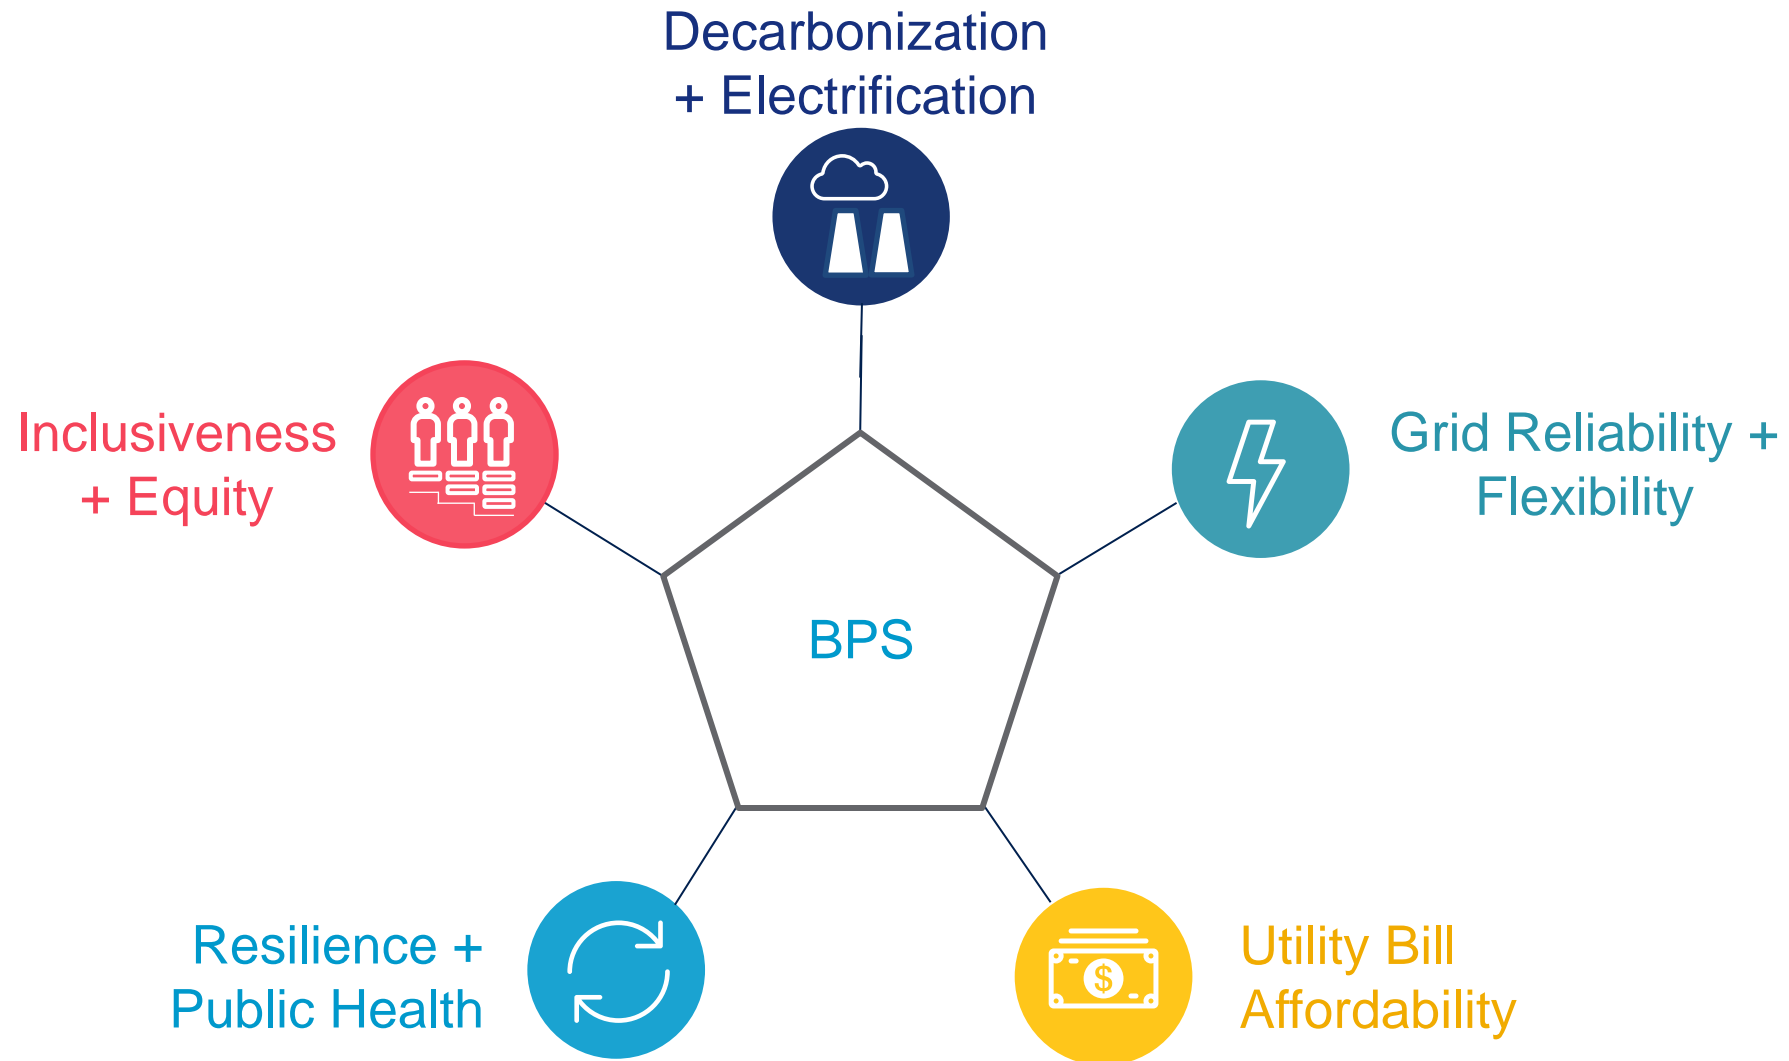 Decarbonization
+ Electrification
Inclusiveness
+ Equity
Grid Reliability +
Flexibility
BPS
Resilience +
Public Health
$
Utility Bill
Affordability